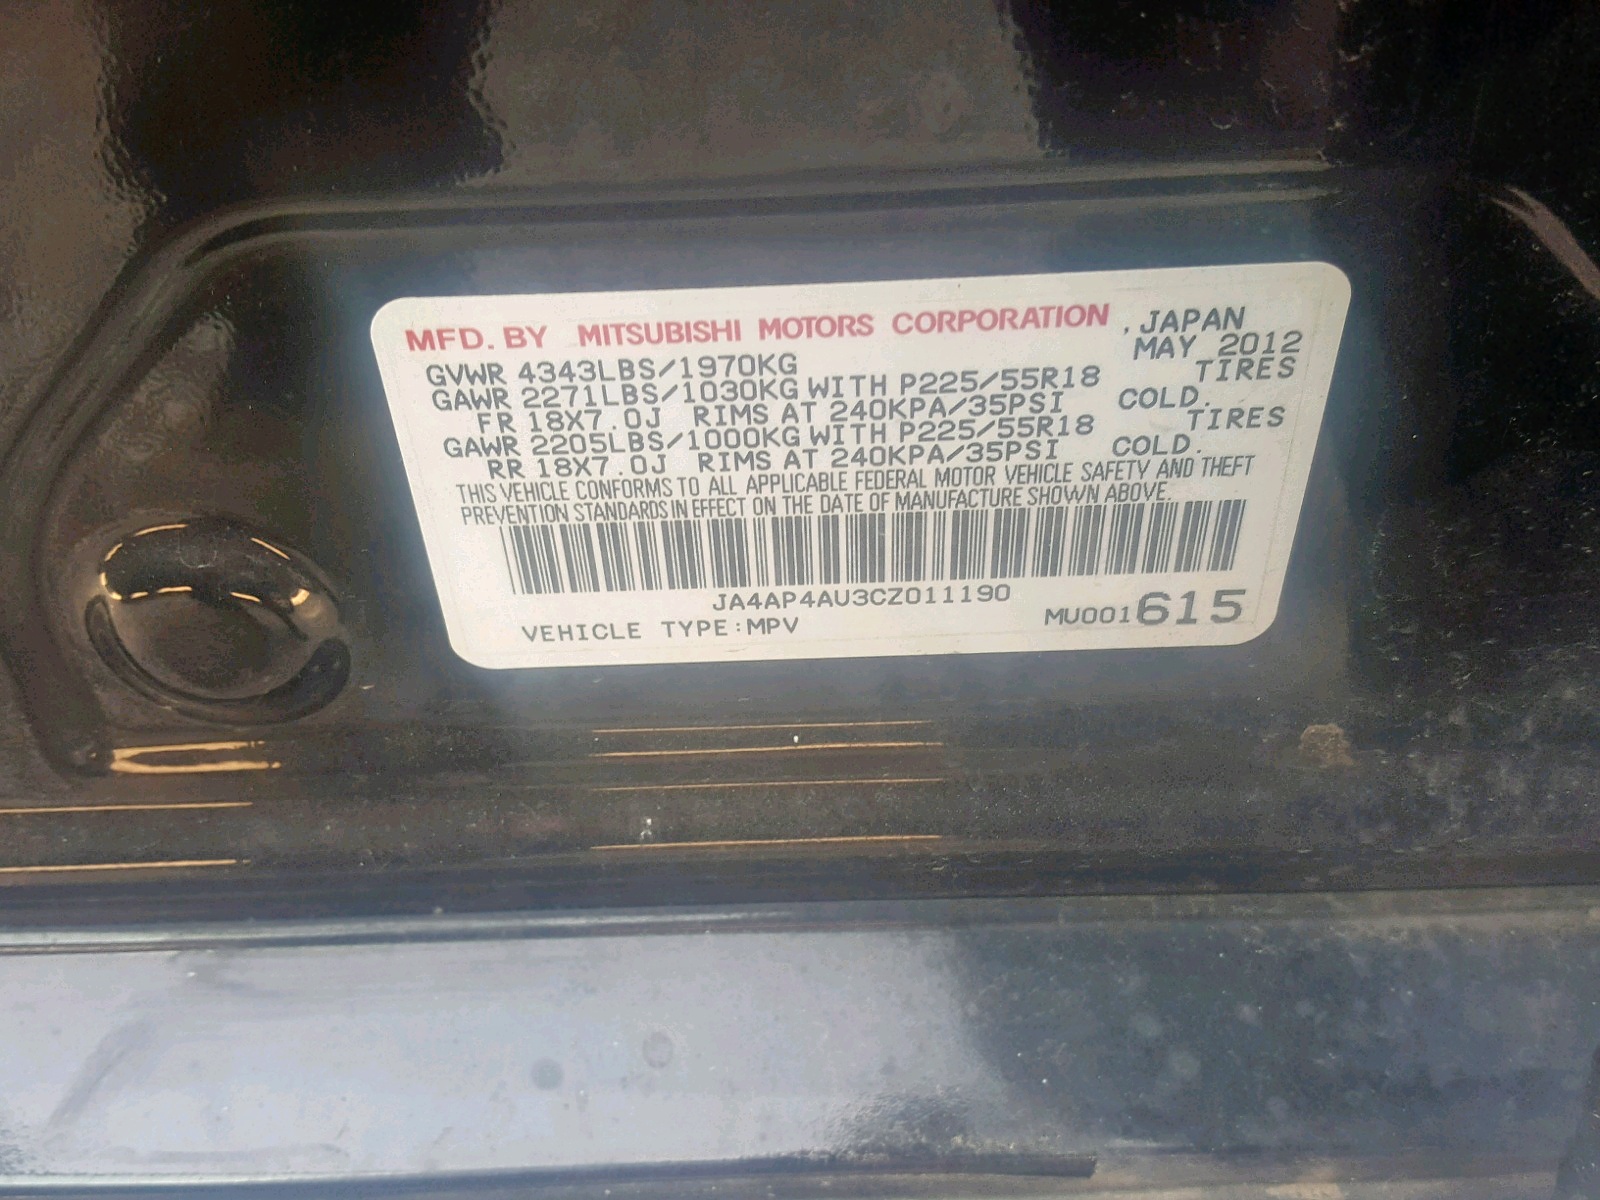 MFD. BY MITSUBISHI MOTORS CORPORATION , JAPAN
MAY 2012
GVWR 4343LBS/1970KG
GAWR 2271LBS/1030KG WITH P225/55R18 TIRES
FR 18X7.0J RIMS AT 240KPA/35PSI COLD.
GAWR 2205LBS/1000KG WITH P225/55R18 TIRES
RR 18X7.0J RIMS AT 240KPA/35PSI COLD.
THIS VEHICLE CONFORMS TO ALL APPLICABLE FEDERAL MOTOR VEHICLE SAFETY AND THEFT
PREVENTION STANDARDS IN EFFECT ON THE DATE OF MANUFACTURE SHOWN ABOVE.
JA4AP4AU3CZ011190
VEHICLE TYPE:MPV MU001615